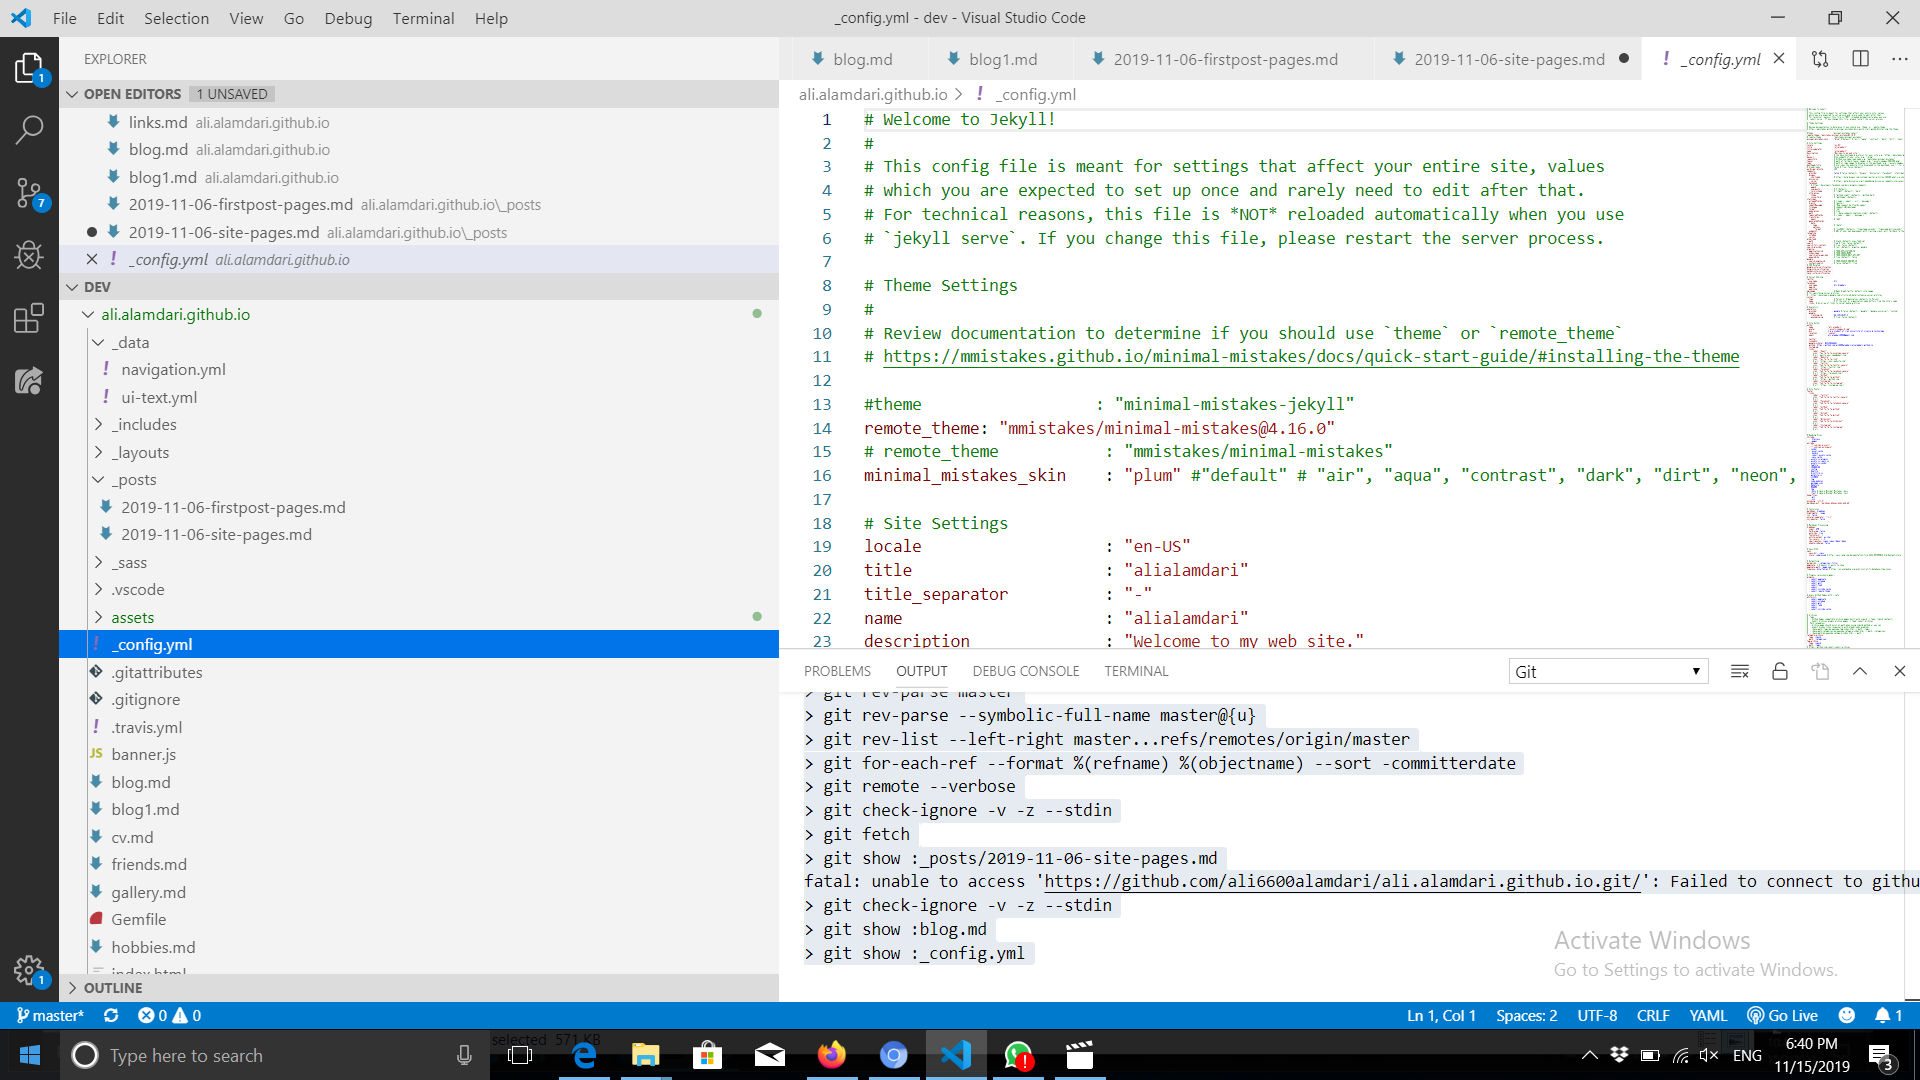 File Edit Selection View Go Debug Terminal Help
_config.yml - dev - Visual Studio Code
EXPLORER
1
OPEN EDITORS 1 UNSAVED
links.md ali.alamdari.github.io
blog.md ali.alamdari.github.io
blog1.md ali.alamdari.github.io
2019-11-06-firstpost-pages.md ali.alamdari.github.io\_posts
2019-11-06-site-pages.md ali.alamdari.github.io\_posts
_config.yml ali.alamdari.github.io
7
DEV
ali.alamdari.github.io
_data
navigation.yml
ui-text.yml
_includes
_layouts
_posts
2019-11-06-firstpost-pages.md
2019-11-06-site-pages.md
_sass
.vscode
assets
_config.yml
.gitattributes
.gitignore
.travis.yml
JS banner.js
blog.md
blog1.md
cv.md
friends.md
gallery.md
Gemfile
hobbies.md
index.html
1
OUTLINE
blog.md blog1.md 2019-11-06-firstpost-pages.md 2019-11-06-site-pages.md _config.yml
ali.alamdari.github.io > ! _config.yml
1 # Welcome to Jekyll!
2 #
3 # This config file is meant for settings that affect your entire site, values
4 # which you are expected to set up once and rarely need to edit after that.
5 # For technical reasons, this file is *NOT* reloaded automatically when you use
6 # `jekyll serve`. If you change this file, please restart the server process.
7
8 # Theme Settings
9 #
10 # Review documentation to determine if you should use `theme` or `remote_theme`
11 # https://mmistakes.github.io/minimal-mistakes/docs/quick-start-guide/#installing-the-theme
12
13 #theme : "minimal-mistakes-jekyll"
14 remote_theme: "mmistakes/minimal-mistakes@4.16.0"
15 # remote_theme : "mmistakes/minimal-mistakes"
16 minimal_mistakes_skin : "plum" #"default" # "air", "aqua", "contrast", "dark", "dirt", "neon",
17
18 # Site Settings
19 locale : "en-US"
20 title : "alialamdari"
21 title_separator : "-"
22 name : "alialamdari"
23 description : "Welcome to my web site."
PROBLEMS OUTPUT DEBUG CONSOLE TERMINAL Git
> git rev-parse master
> git rev-parse --symbolic-full-name master@{u}
> git rev-list --left-right master...refs/remotes/origin/master
> git for-each-ref --format %(refname) %(objectname) --sort -committerdate
> git remote --verbose
> git check-ignore -v -z --stdin
> git fetch
> git show :_posts/2019-11-06-site-pages.md
fatal: unable to access 'https://github.com/ali6600alamdari/ali.alamdari.github.io.git/': Failed to connect to githu
> git check-ignore -v -z --stdin
> git show :blog.md
> git show :_config.yml
Activate Windows
Go to Settings to activate Windows.
master* 0 0 Ln 1, Col 1 Spaces: 2 UTF-8 CRLF YAML Go Live 1
selected 571 KB
Type here to search
ENG
6:40 PM
11/15/2019
3